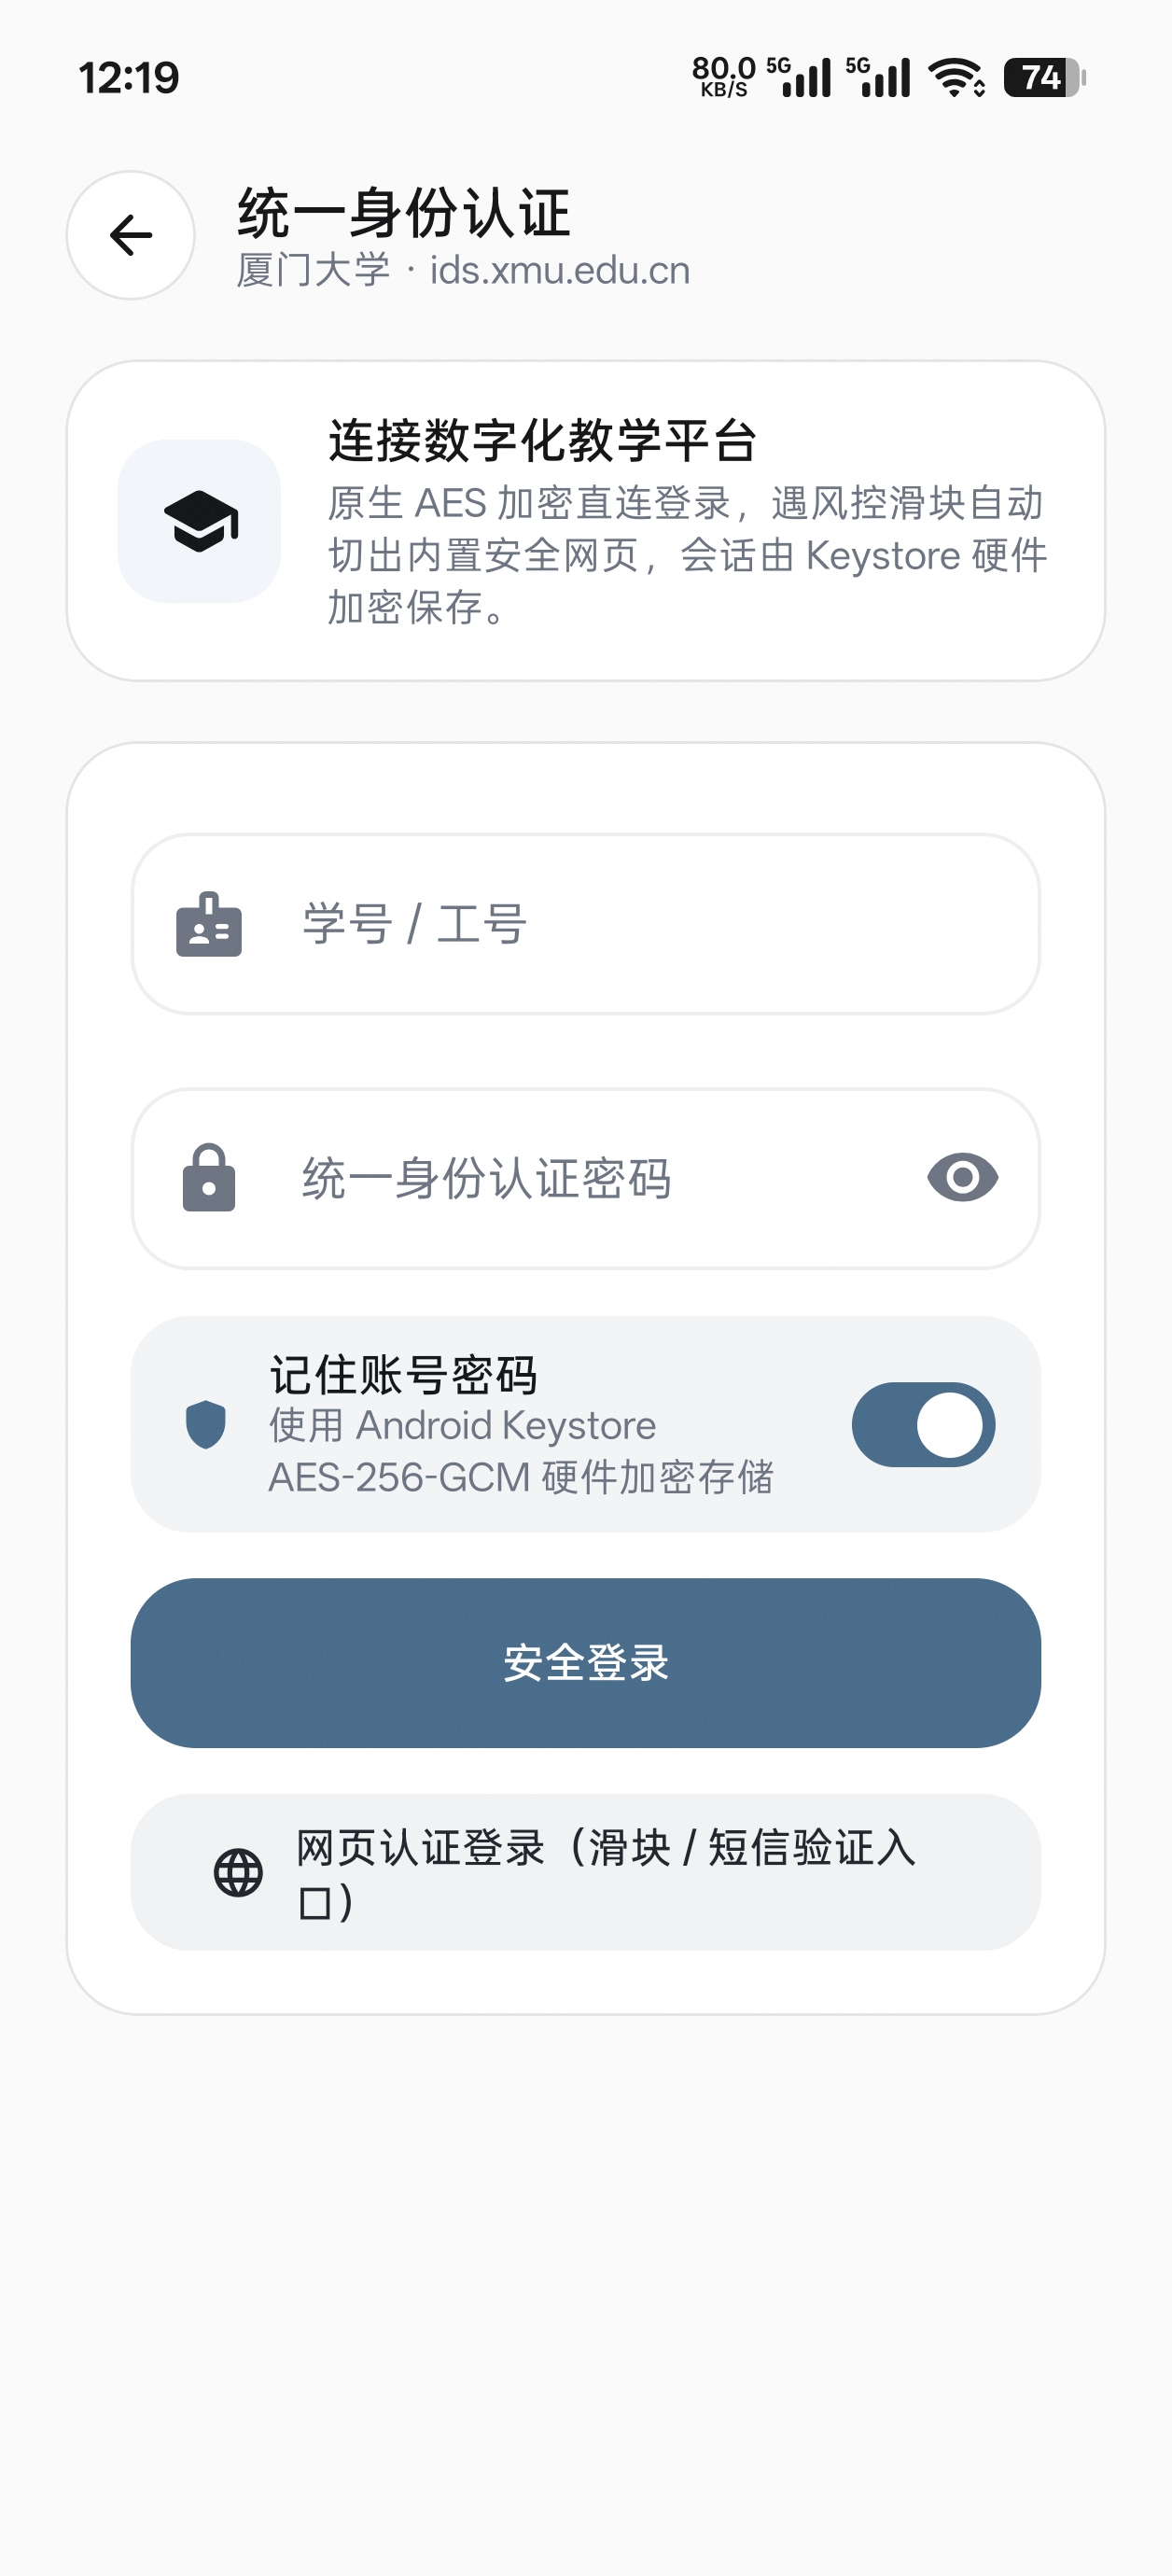 12:19
80.0 KB/S 5G 5G 74
统一身份认证
厦门大学 · ids.xmu.edu.cn
连接数字化教学平台
原生 AES 加密直连登录，遇风控滑块自动
切出内置安全网页，会话由 Keystore 硬件
加密保存。
学号 / 工号
统一身份认证密码
记住账号密码
使用 Android Keystore
AES-256-GCM 硬件加密存储
安全登录
网页认证登录（滑块 / 短信验证入
口）